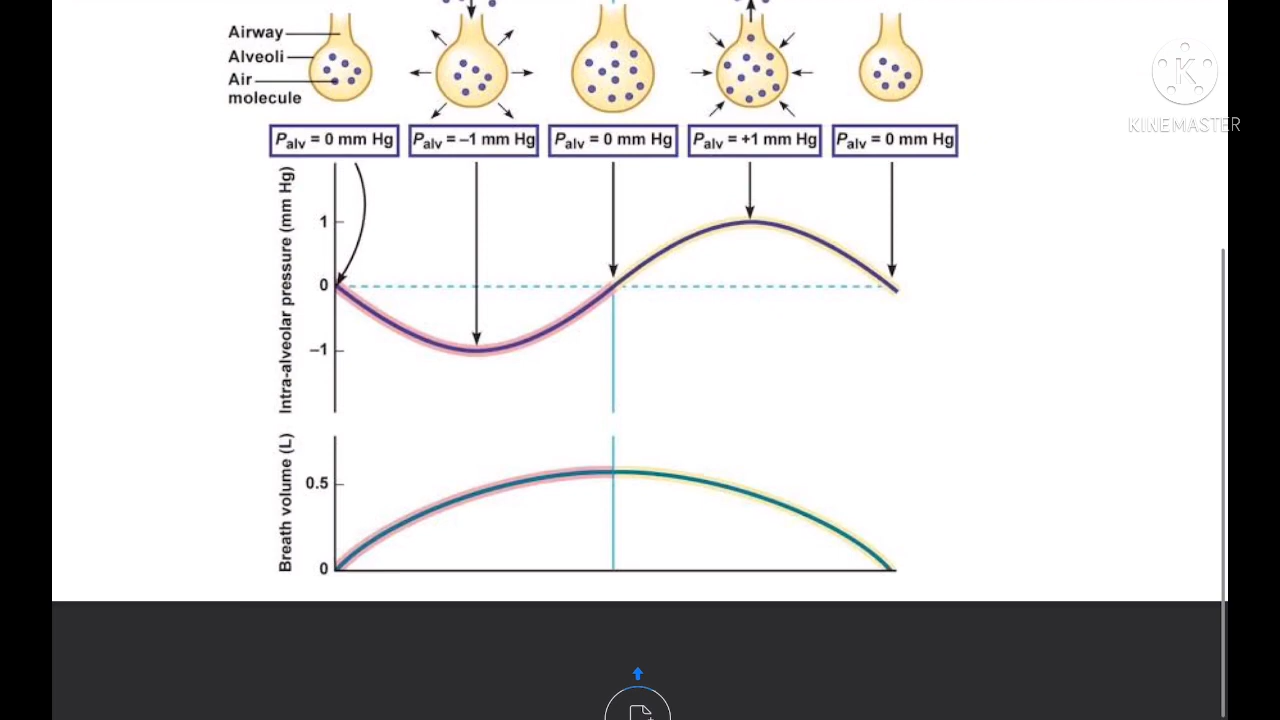 Airway
Alveoli
Air
molecule
Palv = 0 mm Hg
Palv = –1 mm Hg
Palv = 0 mm Hg
Palv = +1 mm Hg
Palv = 0 mm Hg
Intra-alveolar pressure (mm Hg)
1
0
–1
Breath volume (L)
0.5
0
K
KINEMASTER